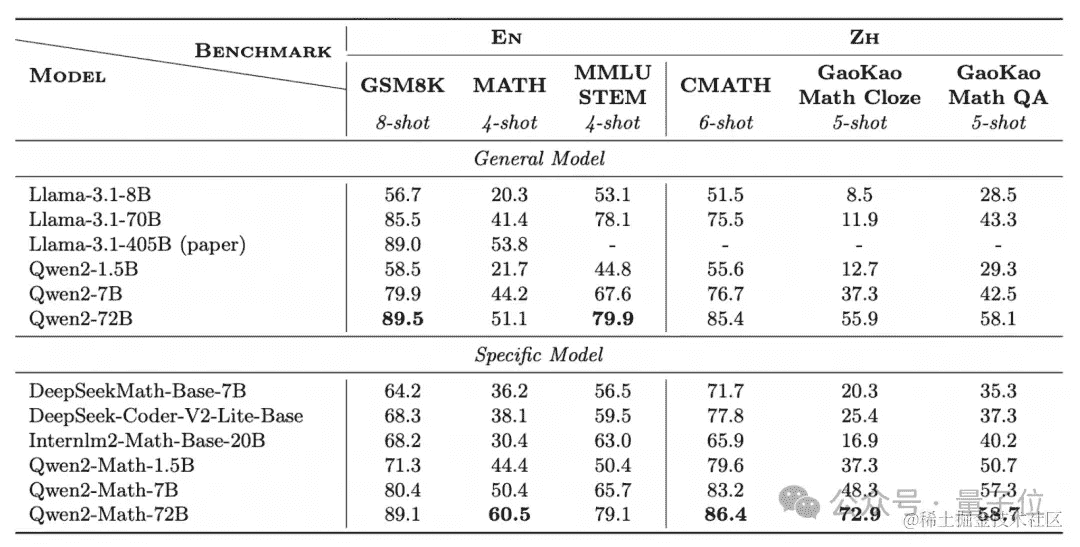 BENCHMARK EN ZH
MODEL GSM8K MATH MMLU STEM CMATH GaoKao Math Cloze GaoKao Math QA
8-shot 4-shot 4-shot 6-shot 5-shot 5-shot
General Model
Llama-3.1-8B 56.7 20.3 53.1 51.5 8.5 28.5
Llama-3.1-70B 85.5 41.4 78.1 75.5 11.9 43.3
Llama-3.1-405B (paper) 89.0 53.8 - - - -
Qwen2-1.5B 58.5 21.7 44.8 55.6 12.7 29.3
Qwen2-7B 79.9 44.2 67.6 76.7 37.3 42.5
Qwen2-72B 89.5 51.1 79.9 85.4 55.9 58.1
Specific Model
DeepSeekMath-Base-7B 64.2 36.2 56.5 71.7 20.3 35.3
DeepSeek-Coder-V2-Lite-Base 68.3 38.1 59.5 77.8 25.4 37.3
Internlm2-Math-Base-20B 68.2 30.4 63.0 65.9 16.9 40.2
Qwen2-Math-1.5B 71.3 44.4 50.4 79.6 37.3 50.7
Qwen2-Math-7B 80.4 50.4 65.7 83.2 48.3 57.3
Qwen2-Math-72B 89.1 60.5 79.1 86.4 72.9 58.7
公众号·量子位
@稀土掘金技术社区